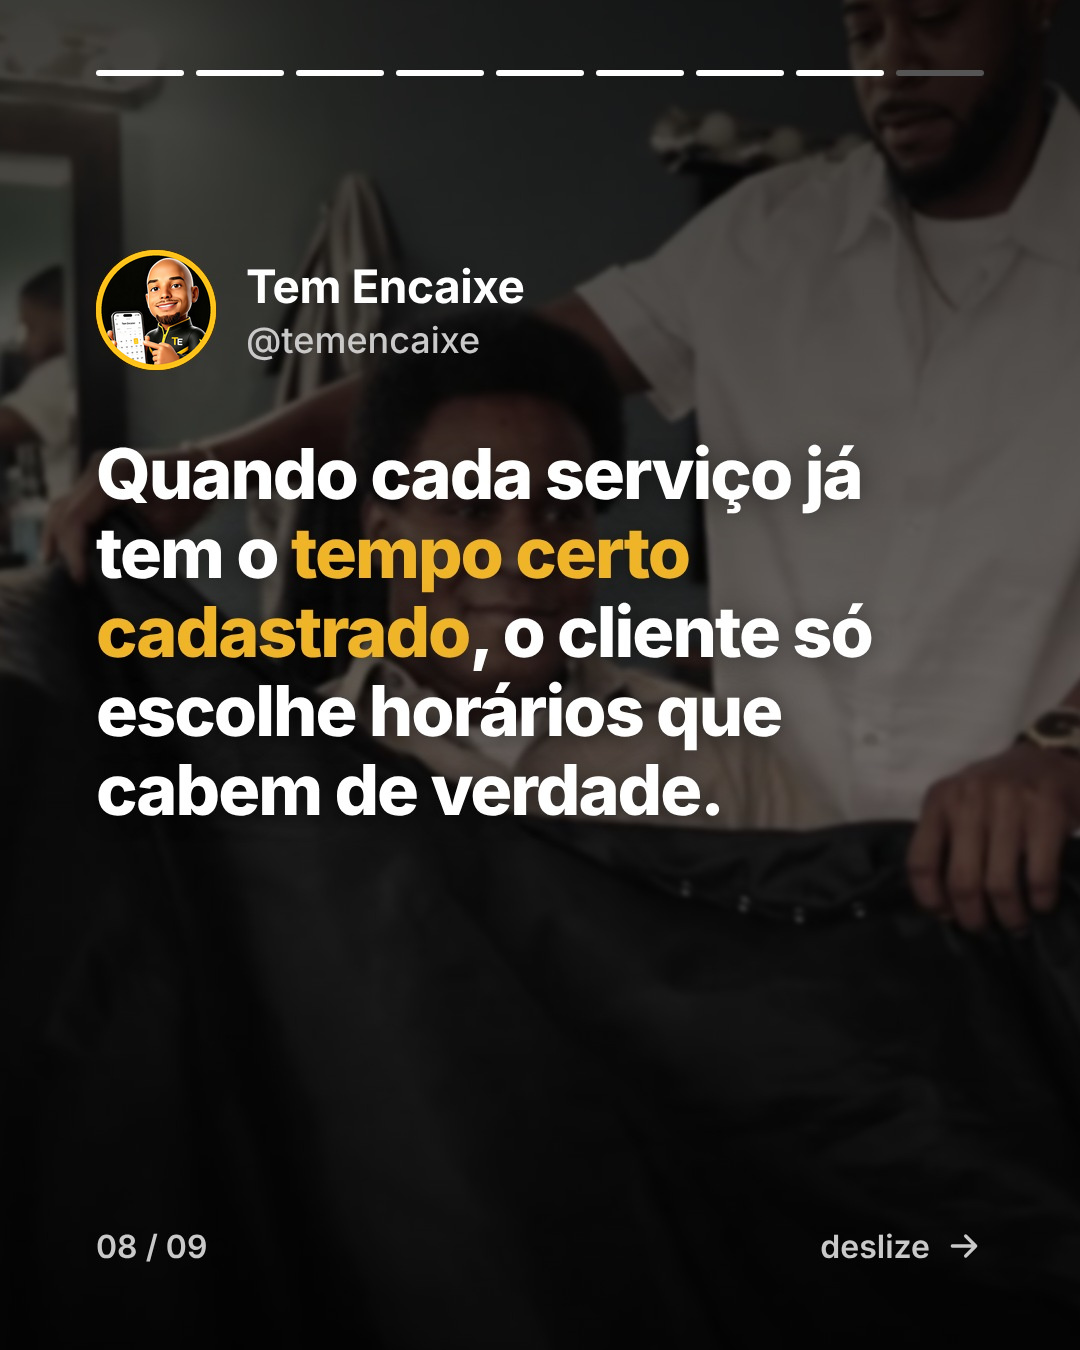 Tem Encaixe
@temencaixe
Quando cada serviço já
tem o tempo certo
cadastrado, o cliente só
escolhe horários que
cabem de verdade.
08 / 09
deslize →